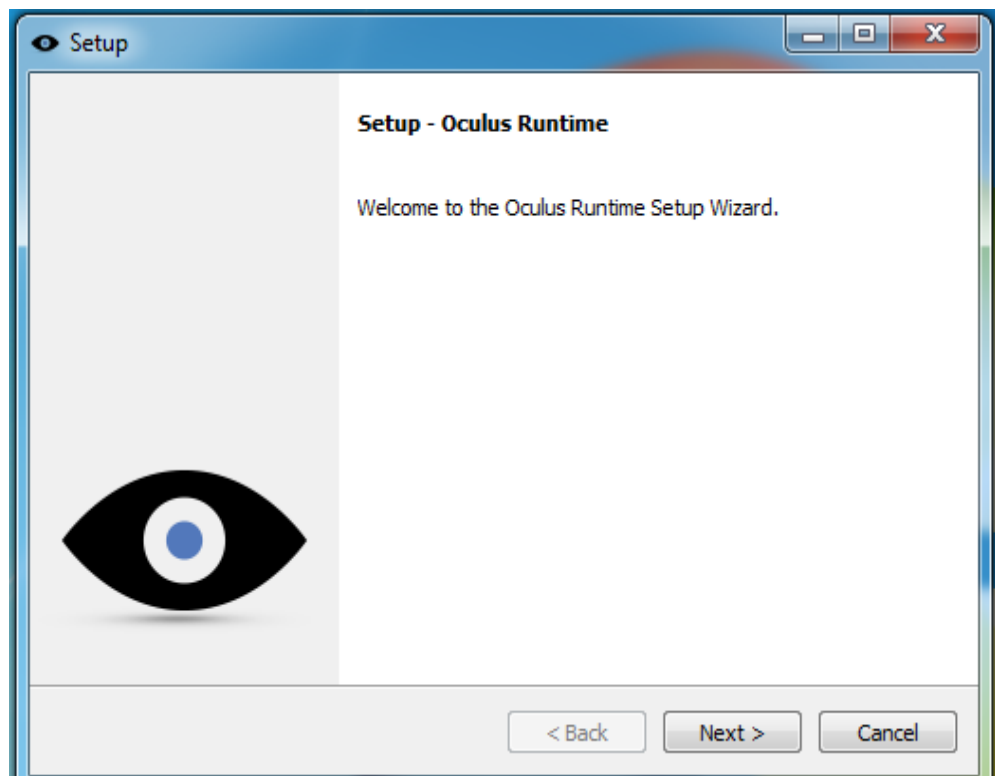 Setup
Setup - Oculus Runtime
Welcome to the Oculus Runtime Setup Wizard.
< Back Next > Cancel